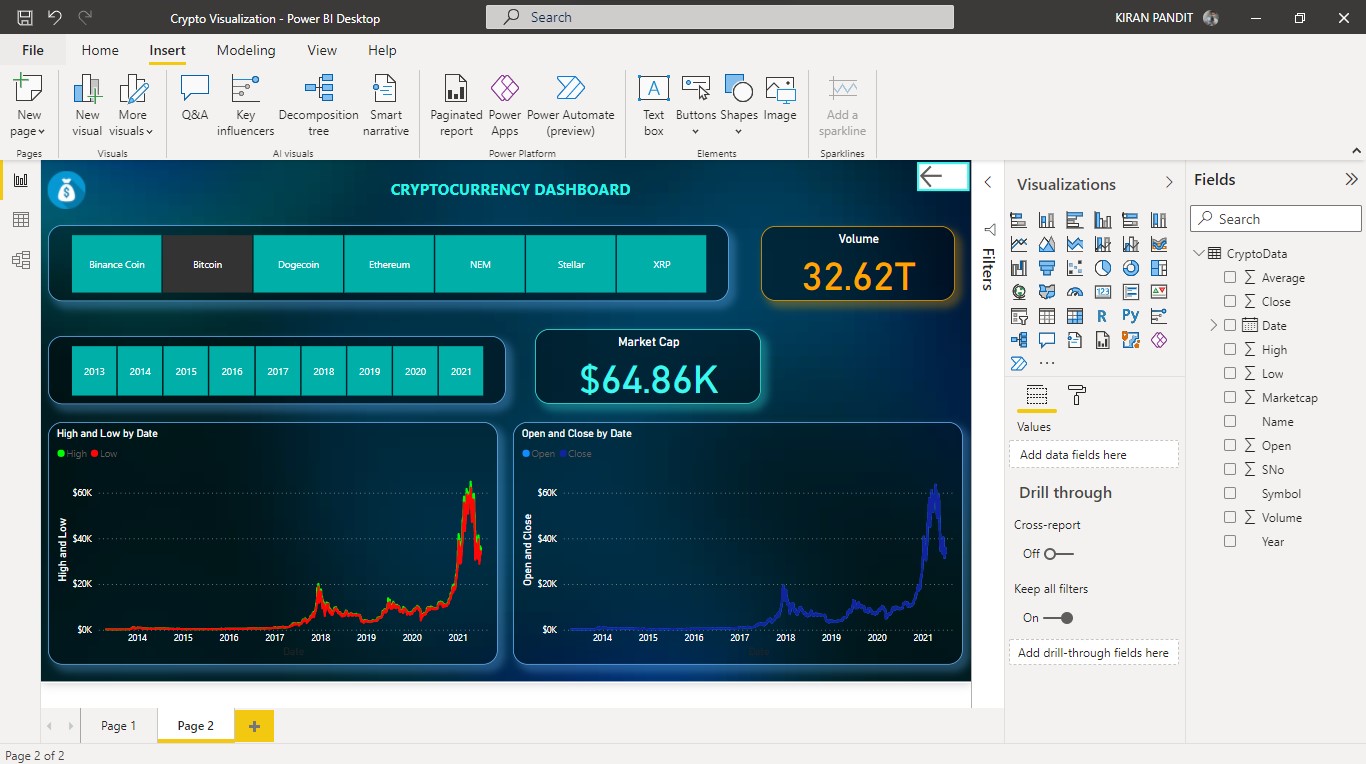 Crypto Visualization - Power BI Desktop
Search
KIRAN PANDIT
File Home Insert Modeling View Help
New page
New visual
More visuals
Q&A
Key influencers
Decomposition tree
Smart narrative
Paginated report
Power Apps
Power Automate (preview)
Text box
Buttons
Shapes
Image
Add a sparkline
Pages
Visuals
AI visuals
Power Platform
Elements
Sparklines
$
CRYPTOCURRENCY DASHBOARD
Binance Coin
Bitcoin
Dogecoin
Ethereum
NEM
Stellar
XRP
Volume
32.62T
2013 2014 2015 2016 2017 2018 2019 2020 2021
Market Cap
$64.86K
High and Low by Date
High Low
High and Low
$60K
$40K
$20K
$0K
2014 2015 2016 2017 2018 2019 2020 2021
Date
Open and Close by Date
Open Close
Open and Close
$60K
$40K
$20K
$0K
2014 2015 2016 2017 2018 2019 2020 2021
Date
Filters
Visualizations
123
R
Py
Values
Add data fields here
Drill through
Cross-report
Off
Keep all filters
On
Add drill-through fields here
Fields
Search
CryptoData
Average
Close
Date
High
Low
Marketcap
Name
Open
SNo
Symbol
Volume
Year
Page 1
Page 2
Page 2 of 2